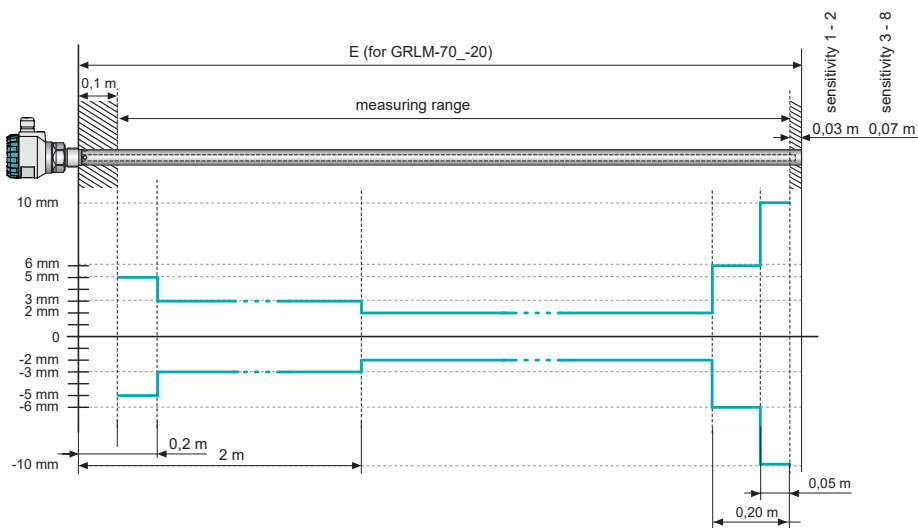 E (for GRLM-70_-20)
0,1 m
measuring range
sensitivity 1 - 2
sensitivity 3 - 8
0,03 m
0,07 m
10 mm
6 mm
5 mm
3 mm
2 mm
0
-2 mm
-3 mm
-5 mm
-6 mm
-10 mm
0,2 m
2 m
0,05 m
0,20 m